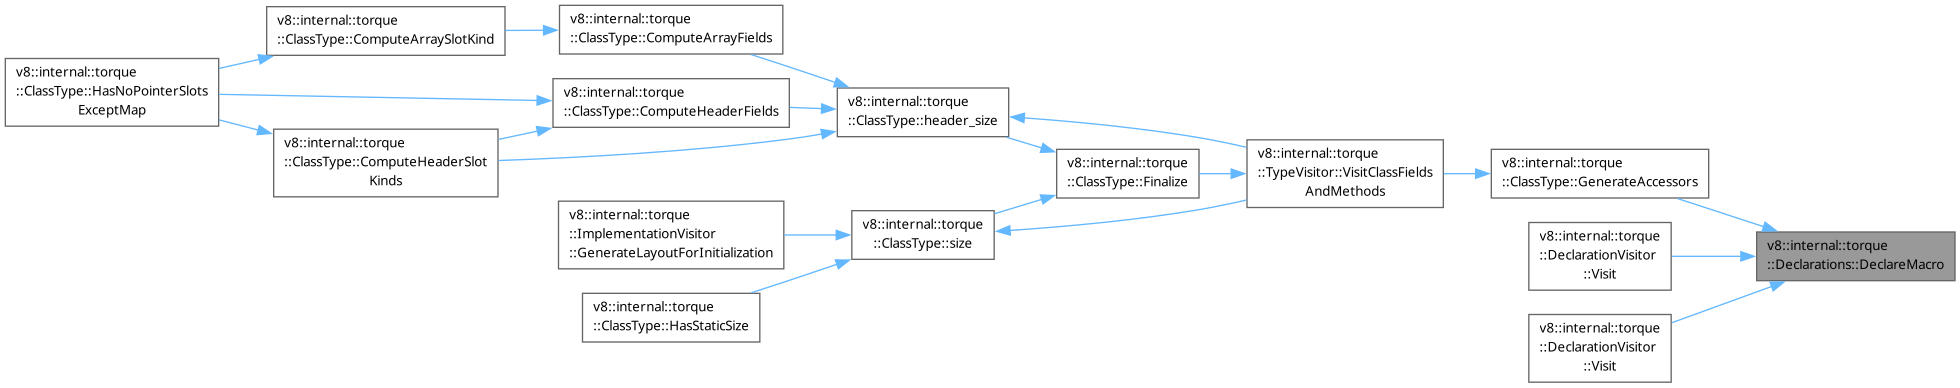 v8::internal::torque
::ClassType::HasNoPointerSlots
ExceptMap
v8::internal::torque
::ClassType::ComputeArraySlotKind
v8::internal::torque
::ClassType::ComputeHeaderSlot
Kinds
v8::internal::torque
::ClassType::ComputeArrayFields
v8::internal::torque
::ClassType::ComputeHeaderFields
v8::internal::torque
::ImplementationVisitor
::GenerateLayoutForInitialization
v8::internal::torque
::ClassType::HasStaticSize
v8::internal::torque
::ClassType::header_size
v8::internal::torque
::ClassType::size
v8::internal::torque
::ClassType::Finalize
v8::internal::torque
::TypeVisitor::VisitClassFields
AndMethods
v8::internal::torque
::ClassType::GenerateAccessors
v8::internal::torque
::DeclarationVisitor
::Visit
v8::internal::torque
::DeclarationVisitor
::Visit
v8::internal::torque
::Declarations::DeclareMacro